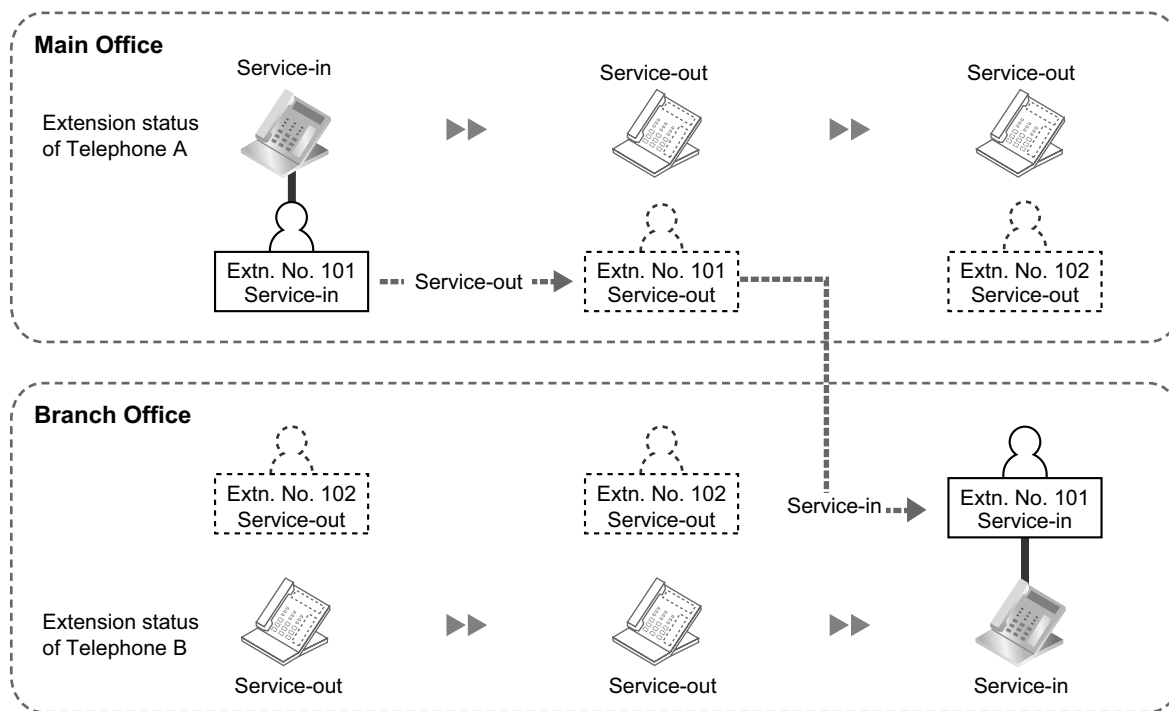 Main Office
Service-in
Service-out
Service-out
Extension status
of Telephone A
Extn. No. 101
Service-in
Service-out
Extn. No. 101
Service-out
Extn. No. 102
Service-out
Branch Office
Extn. No. 102
Service-out
Extn. No. 102
Service-out
Service-in
Extn. No. 101
Service-in
Extension status
of Telephone B
Service-out
Service-out
Service-in